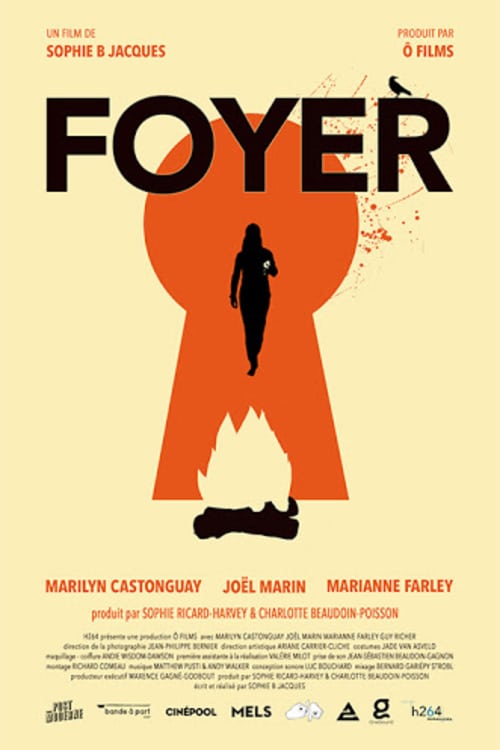 UN FILM DE
SOPHIE B JACQUES
PRODUIT PAR
Ô FILMS
FOYER
MARILYN CASTONGUAY JOËL MARIN MARIANNE FARLEY
produit par SOPHIE RICARD-HARVEY & CHARLOTTE BEAUDOIN-POISSON
H264 présente une production Ô FILMS avec MARILYN CASTONGUAY JOËL MARIN MARIANNE FARLEY GUY RICHER
direction de la photographie JEAN-PHILIPPE BERNIER direction artistique ARIANE CARRIER-CLICHE costumes JADE VAN ASVELD
maquillage - coiffure ANDIE WISDOM-DAWSON première assistante à la réalisation VALÉRIE MILOT prise de son JEAN SÉBASTIEN BEAUDOIN-GAGNON
montage RICHARD COMEAU musique MATTHEW PUSTI & ANDY WALKER conception sonore LUC BOUCHARD mixage BERNARD GARIÉPY STROBL
producteur exécutif MAXENCE GAGNÉ-GODBOUT produit par SOPHIE RICARD-HARVEY & CHARLOTTE BEAUDOIN-POISSON
écrit et réalisé par SOPHIE B JACQUES
POST MODERNE bande à part CINÉPOOL MELS h264